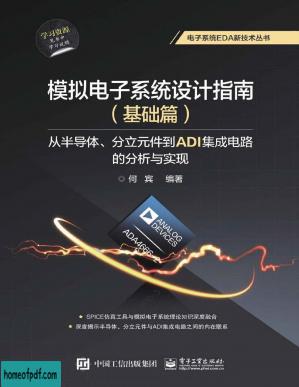 学习资源
电子系统EDA新技术丛书
模拟电子系统设计指南
（基础篇）
从半导体、分立元件到ADI集成电路
的分析与实现
◎何 宾 编著
ANALOG
DEVICES
ADA4666
• SPICE仿真工具与模拟电子系统理论知识深度融合
• 深度揭示半导体、分立元件与ADI集成电路之间的内在联系
中国工信出版集团
电子工业出版社
homeofpdf.com